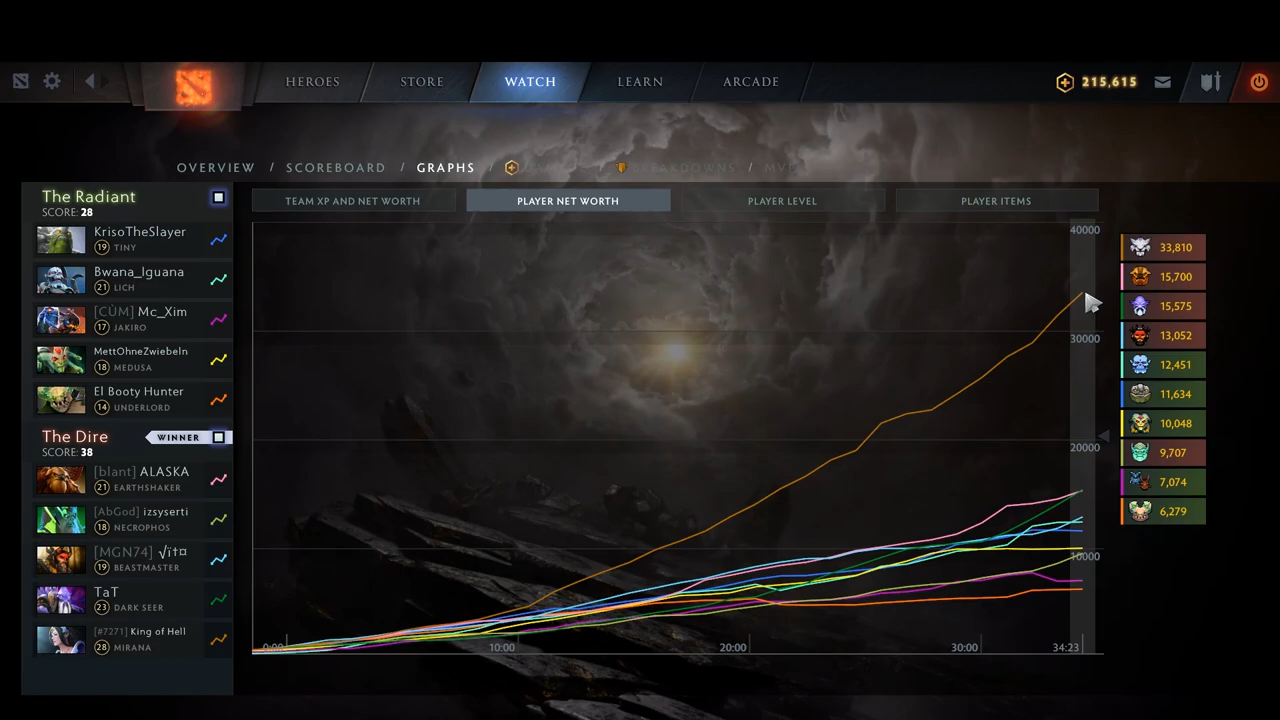 HEROES
STORE
WATCH
LEARN
ARCADE
215,615
OVERVIEW / SCOREBOARD / GRAPHS / / BREAKDOWNS /
The Radiant
SCORE: 28
KrisoTheSlayer
19 TINY
Bwana_Iguana
21 LICH
[CÙM] Mc_Xim
17 JAKIRO
MettOhneZwiebeln
18 MEDUSA
El Booty Hunter
14 UNDERLORD
The Dire
WINNER
SCORE: 38
[blant] ALASKA
21 EARTHSHAKER
[AbGod] izsyserti
18 NECROPHOS
[MGN74] √ït¤
19 BEASTMASTER
TaT
23 DARK SEER
[#7271] King of Hell
28 MIRANA
TEAM XP AND NET WORTH
PLAYER NET WORTH
PLAYER LEVEL
PLAYER ITEMS
40000
30000
20000
10000
0:00
10:00
20:00
30:00
34:23
33,810
15,700
15,575
13,052
12,451
11,634
10,048
9,707
7,074
6,279